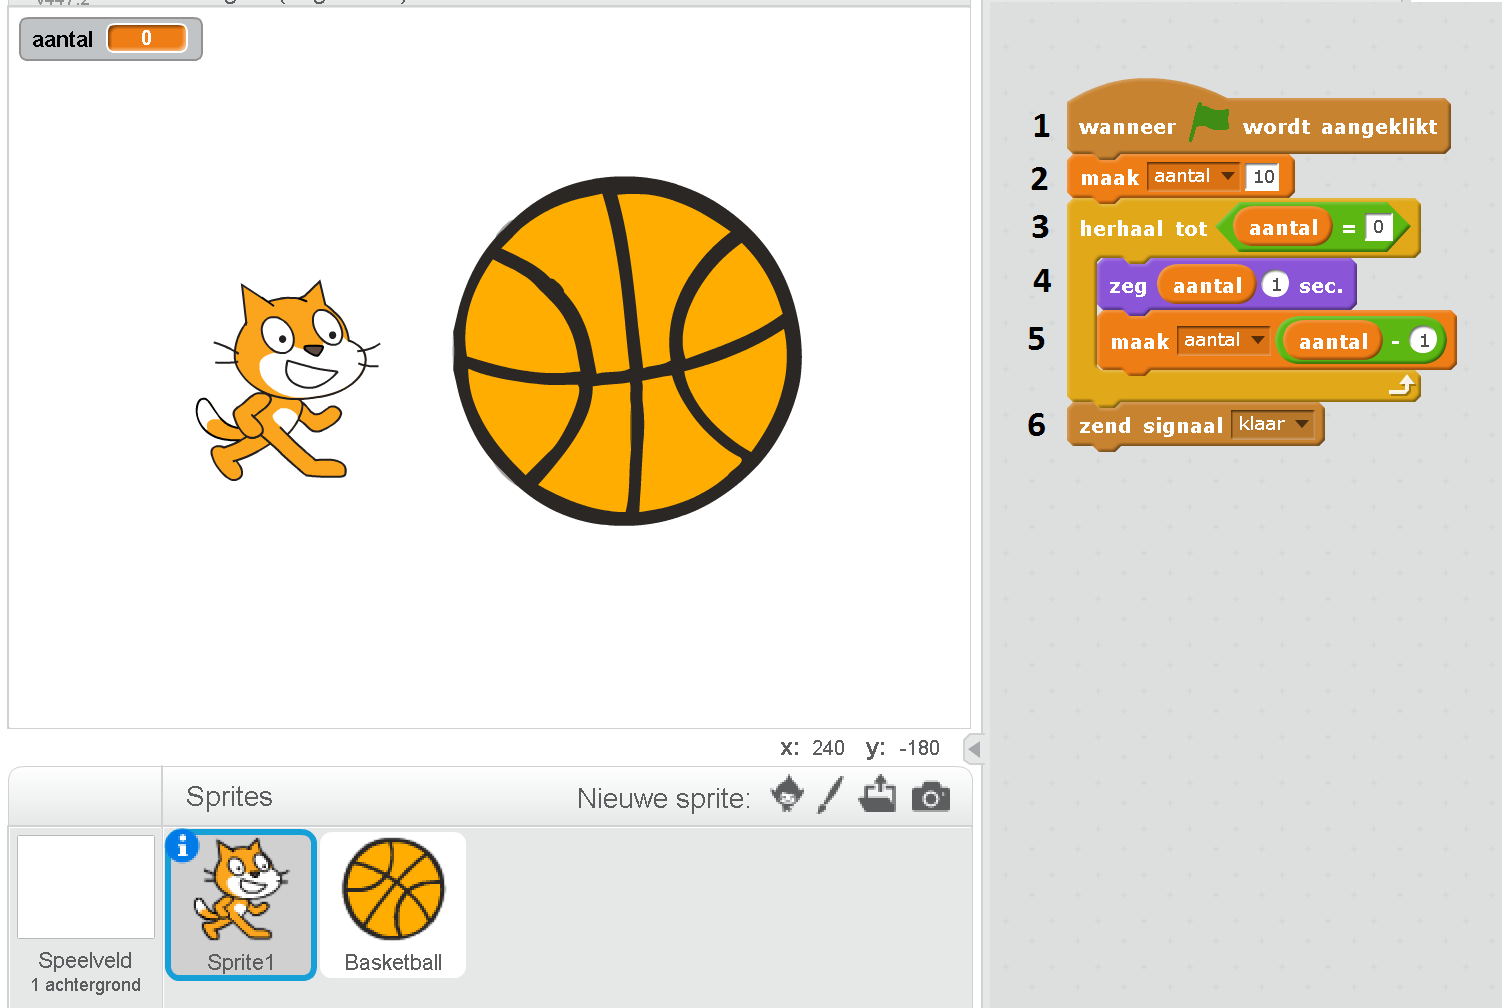 aantal 0
1 wanneer wordt aangeklikt
2 maak aantal 10
3 herhaal tot aantal = 0
4 zeg aantal 1 sec.
5 maak aantal aantal - 1
6 zend signaal klaar
x: 240 y: -180
Sprites Nieuwe sprite:
Speelveld
1 achtergrond
i
Sprite1
Basketball